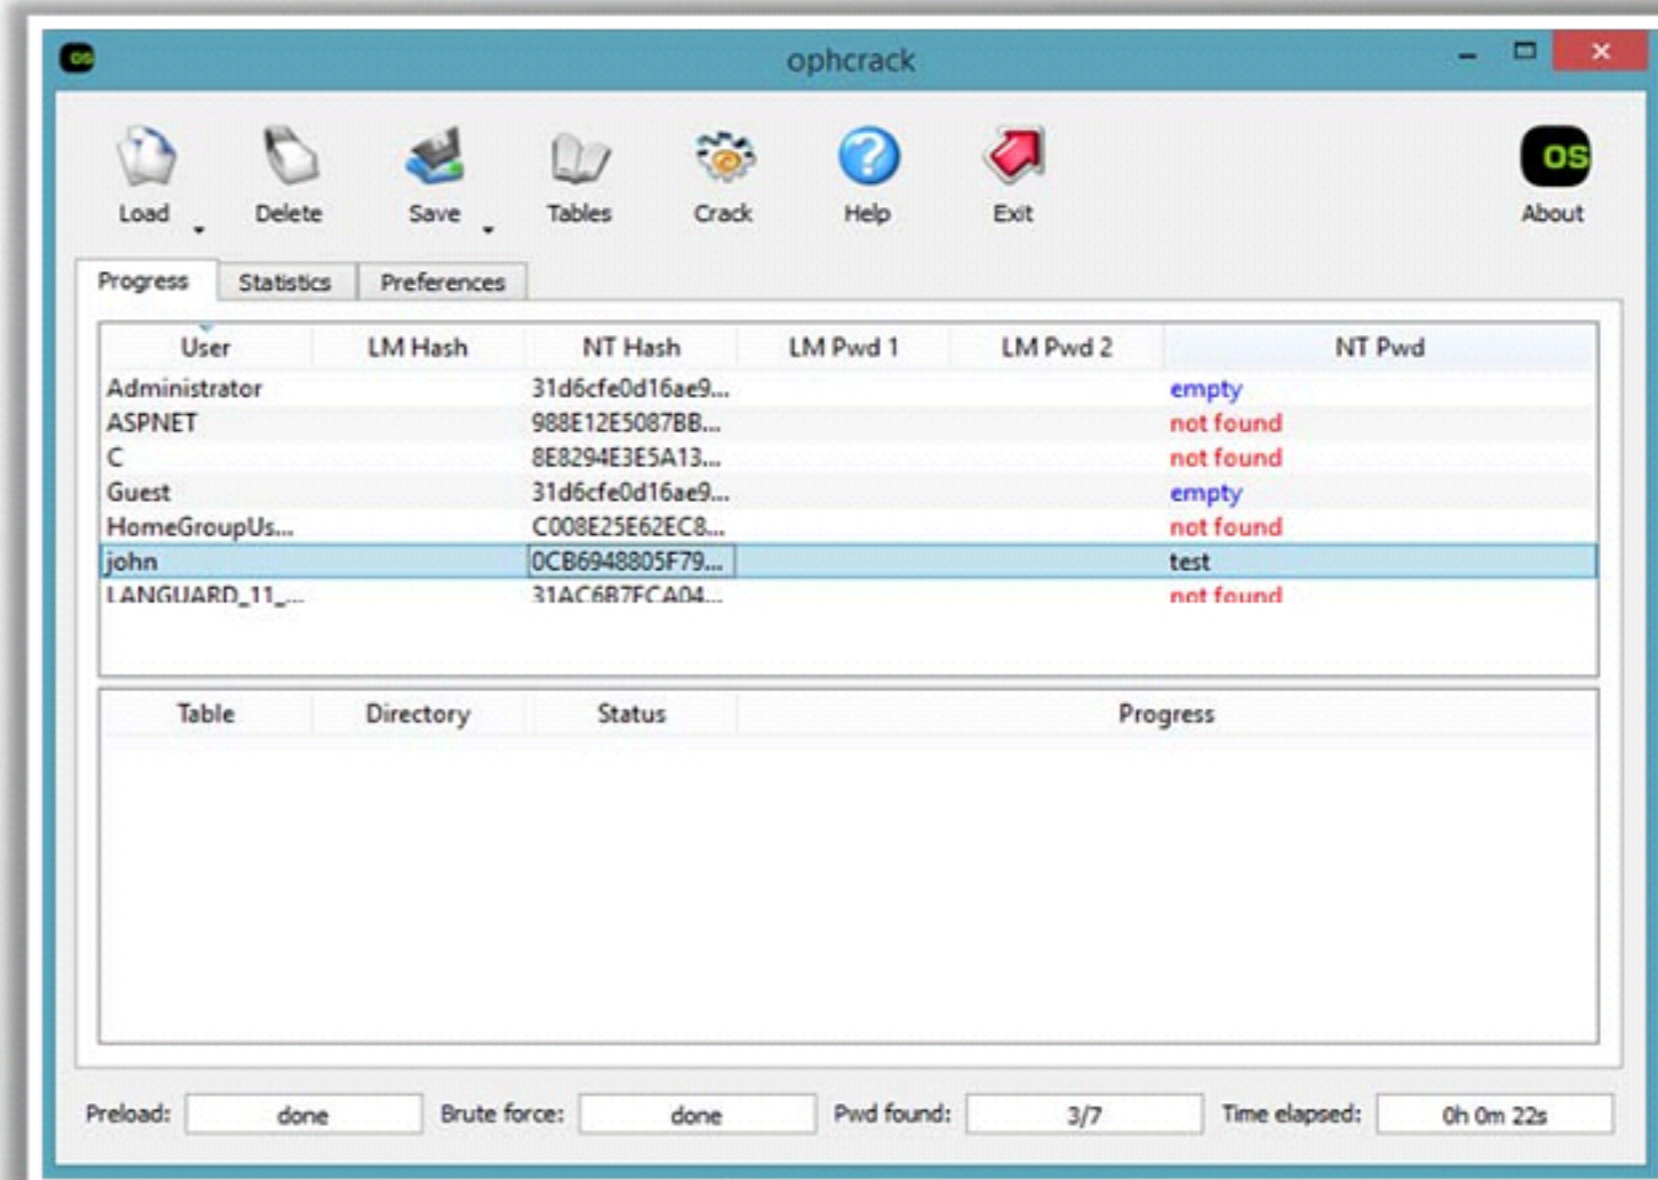 OS ophcrack
Load Delete Save Tables Crack Help Exit OS About
Progress Statistics Preferences
User LM Hash NT Hash LM Pwd 1 LM Pwd 2 NT Pwd
Administrator 31d6cfe0d16ae9... empty
ASPNET 988E12E5087BB... not found
C 8E8294E3E5A13... not found
Guest 31d6cfe0d16ae9... empty
HomeGroupUs... C008E25E62EC8... not found
john 0CB6948805F79... test
LANGUARD_11_... 31AC6B7FCA04... not found
Table Directory Status Progress
Preload: done Brute force: done Pwd found: 3/7 Time elapsed: 0h 0m 22s